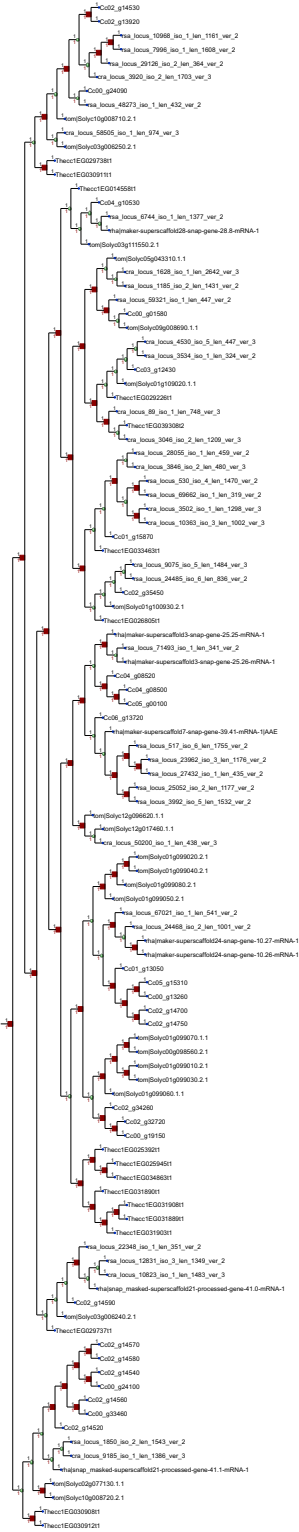 Cc02_g14530
Cc02_g13920
rsa_locus_10968_iso_1_len_1161_ver_2
rsa_locus_7996_iso_1_len_1608_ver_2
rsa_locus_29126_iso_2_len_364_ver_2
cra_locus_3920_iso_2_len_1703_ver_3
Cc00_g24090
rsa_locus_48273_iso_1_len_432_ver_2
tom|Solyc10g008710.2.1
cra_locus_58505_iso_1_len_974_ver_3
tom|Solyc03g006250.2.1
Thecc1EG029738t1
Thecc1EG030911t1
Thecc1EG014558t1
Cc04_g10530
rsa_locus_6744_iso_1_len_1377_ver_2
rha|maker-superscaffold28-snap-gene-28.8-mRNA-1
tom|Solyc03g111550.2.1
tom|Solyc05g043310.1.1
cra_locus_1628_iso_1_len_2642_ver_3
rsa_locus_1185_iso_2_len_1431_ver_2
rsa_locus_59321_iso_1_len_447_ver_2
Cc00_g01580
tom|Solyc09g008690.1.1
cra_locus_4530_iso_5_len_447_ver_3
rsa_locus_3534_iso_1_len_324_ver_2
Cc03_g12430
tom|Solyc01g109020.1.1
Thecc1EG029226t1
cra_locus_89_iso_1_len_748_ver_3
Thecc1EG039308t2
cra_locus_3046_iso_2_len_1209_ver_3
rsa_locus_28055_iso_1_len_459_ver_2
cra_locus_3846_iso_2_len_480_ver_3
rsa_locus_530_iso_4_len_1470_ver_2
rsa_locus_69662_iso_1_len_319_ver_2
cra_locus_3502_iso_1_len_1298_ver_3
cra_locus_10363_iso_3_len_1002_ver_3
Cc01_g15870
Thecc1EG033463t1
cra_locus_9075_iso_5_len_1484_ver_3
rsa_locus_24485_iso_6_len_836_ver_2
Cc02_g35450
tom|Solyc01g100930.2.1
Thecc1EG026805t1
rha|maker-superscaffold3-snap-gene-25.25-mRNA-1
rsa_locus_71493_iso_1_len_341_ver_2
rha|maker-superscaffold3-snap-gene-25.26-mRNA-1
Cc04_g08520
Cc04_g08500
Cc05_g00100
Cc06_g13720
rha|maker-superscaffold7-snap-gene-39.41-mRNA-1|AAE
rsa_locus_517_iso_6_len_1755_ver_2
rsa_locus_23962_iso_3_len_1176_ver_2
rsa_locus_27432_iso_1_len_435_ver_2
rsa_locus_25052_iso_2_len_1177_ver_2
rsa_locus_3992_iso_5_len_1532_ver_2
tom|Solyc12g096620.1.1
tom|Solyc12g017460.1.1
cra_locus_50200_iso_1_len_438_ver_3
tom|Solyc01g099020.2.1
tom|Solyc01g099040.2.1
tom|Solyc01g099080.2.1
tom|Solyc01g099050.2.1
rsa_locus_67021_iso_1_len_541_ver_2
rsa_locus_24468_iso_2_len_1001_ver_2
rha|maker-superscaffold24-snap-gene-10.27-mRNA-1
rha|maker-superscaffold24-snap-gene-10.26-mRNA-1
Cc01_g13050
Cc05_g15310
Cc00_g13260
Cc02_g14700
Cc02_g14750
tom|Solyc01g099070.1.1
tom|Solyc00g098560.2.1
tom|Solyc01g099010.2.1
tom|Solyc01g099030.2.1
tom|Solyc01g099060.1.1
Cc02_g34260
Cc02_g32720
Cc00_g19150
Thecc1EG025392t1
Thecc1EG025945t1
Thecc1EG034863t1
Thecc1EG031890t1
Thecc1EG031908t1
Thecc1EG031889t1
Thecc1EG031903t1
rsa_locus_22348_iso_1_len_351_ver_2
rsa_locus_12831_iso_3_len_1349_ver_2
cra_locus_10823_iso_1_len_1483_ver_3
rha|snap_masked-superscaffold21-processed-gene-41.0-mRNA-1
Cc02_g14590
tom|Solyc03g006240.2.1
Thecc1EG029737t1
Cc02_g14570
Cc02_g14580
Cc02_g14540
Cc00_g24100
Cc02_g14560
Cc00_g33460
Cc02_g14520
rsa_locus_1850_iso_2_len_1543_ver_2
cra_locus_9185_iso_1_len_1386_ver_3
rha|snap_masked-superscaffold21-processed-gene-41.1-mRNA-1
tom|Solyc02g077130.1.1
tom|Solyc10g008720.2.1
Thecc1EG030908t1
Thecc1EG030912t1